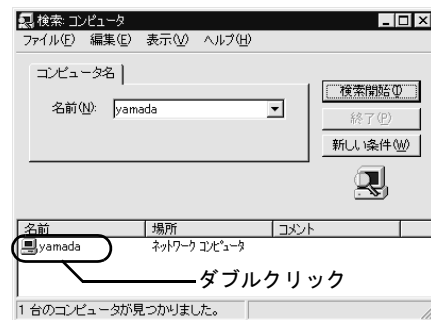 検索: コンピュータ
ファイル(F) 編集(E) 表示(V) ヘルプ(H)
コンピュータ名
名前(N): yamada
検索開始(I)
終了(P)
新しい条件(W)
名前 場所 コメント
yamada ネットワーク コンピュータ
ダブルクリック
1 台のコンピュータが見つかりました。